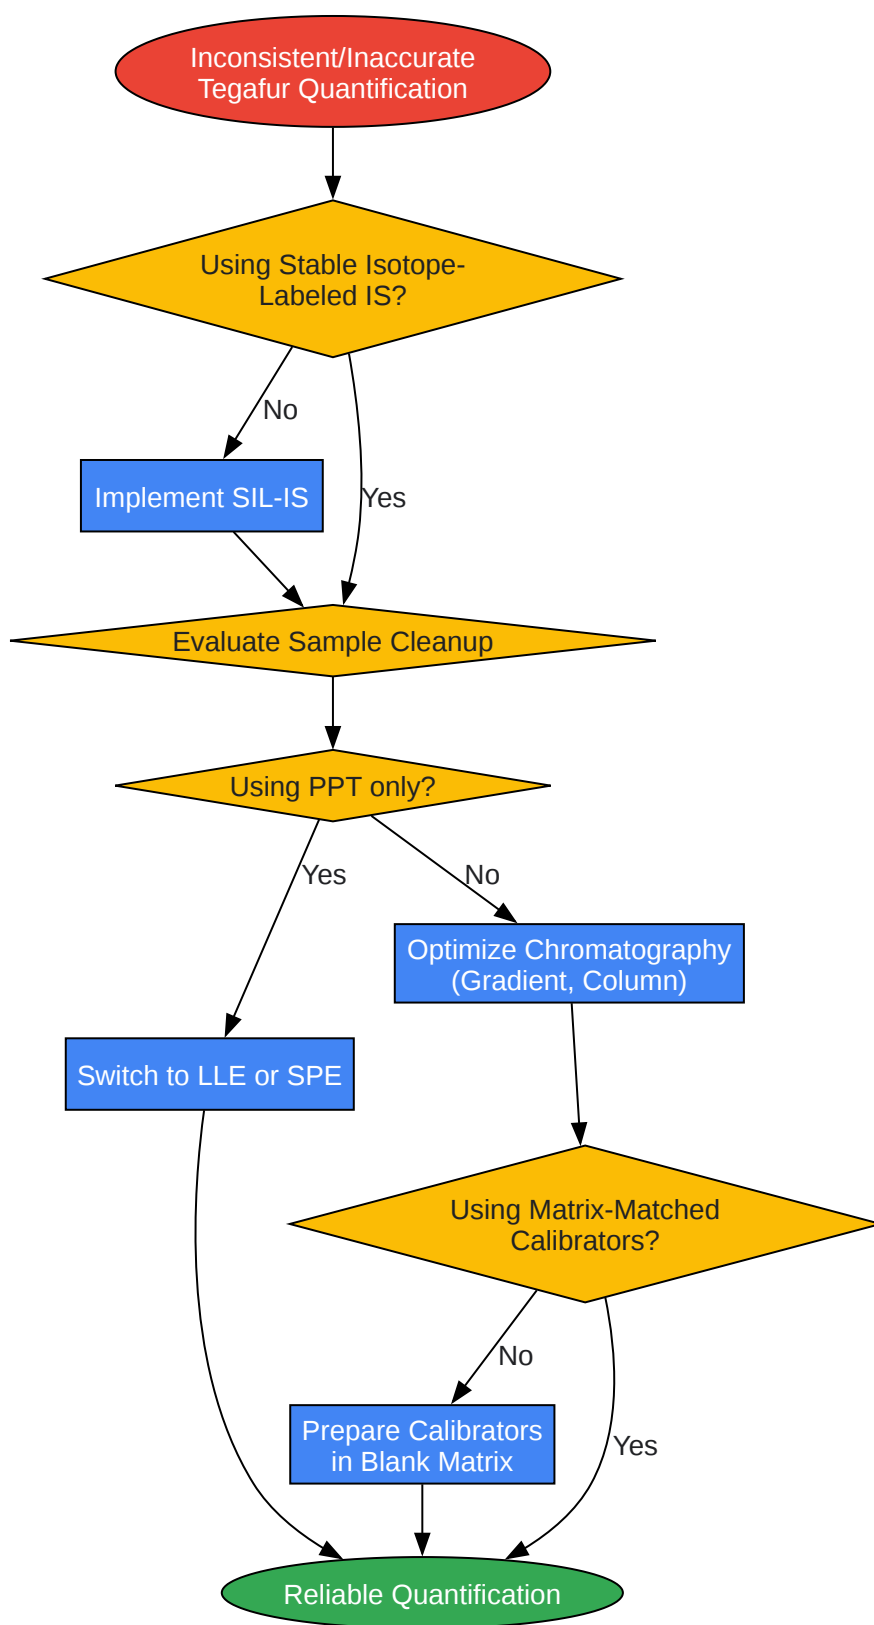 Inconsistent/Inaccurate
Tegafur Quantification
Using Stable Isotope-
Labeled IS?
No
Implement SIL-IS
Yes
Evaluate Sample Cleanup
Using PPT only?
Yes
No
Optimize Chromatography
(Gradient, Column)
Switch to LLE or SPE
Using Matrix-Matched
Calibrators?
No
Prepare Calibrators
in Blank Matrix
Yes
Reliable Quantification